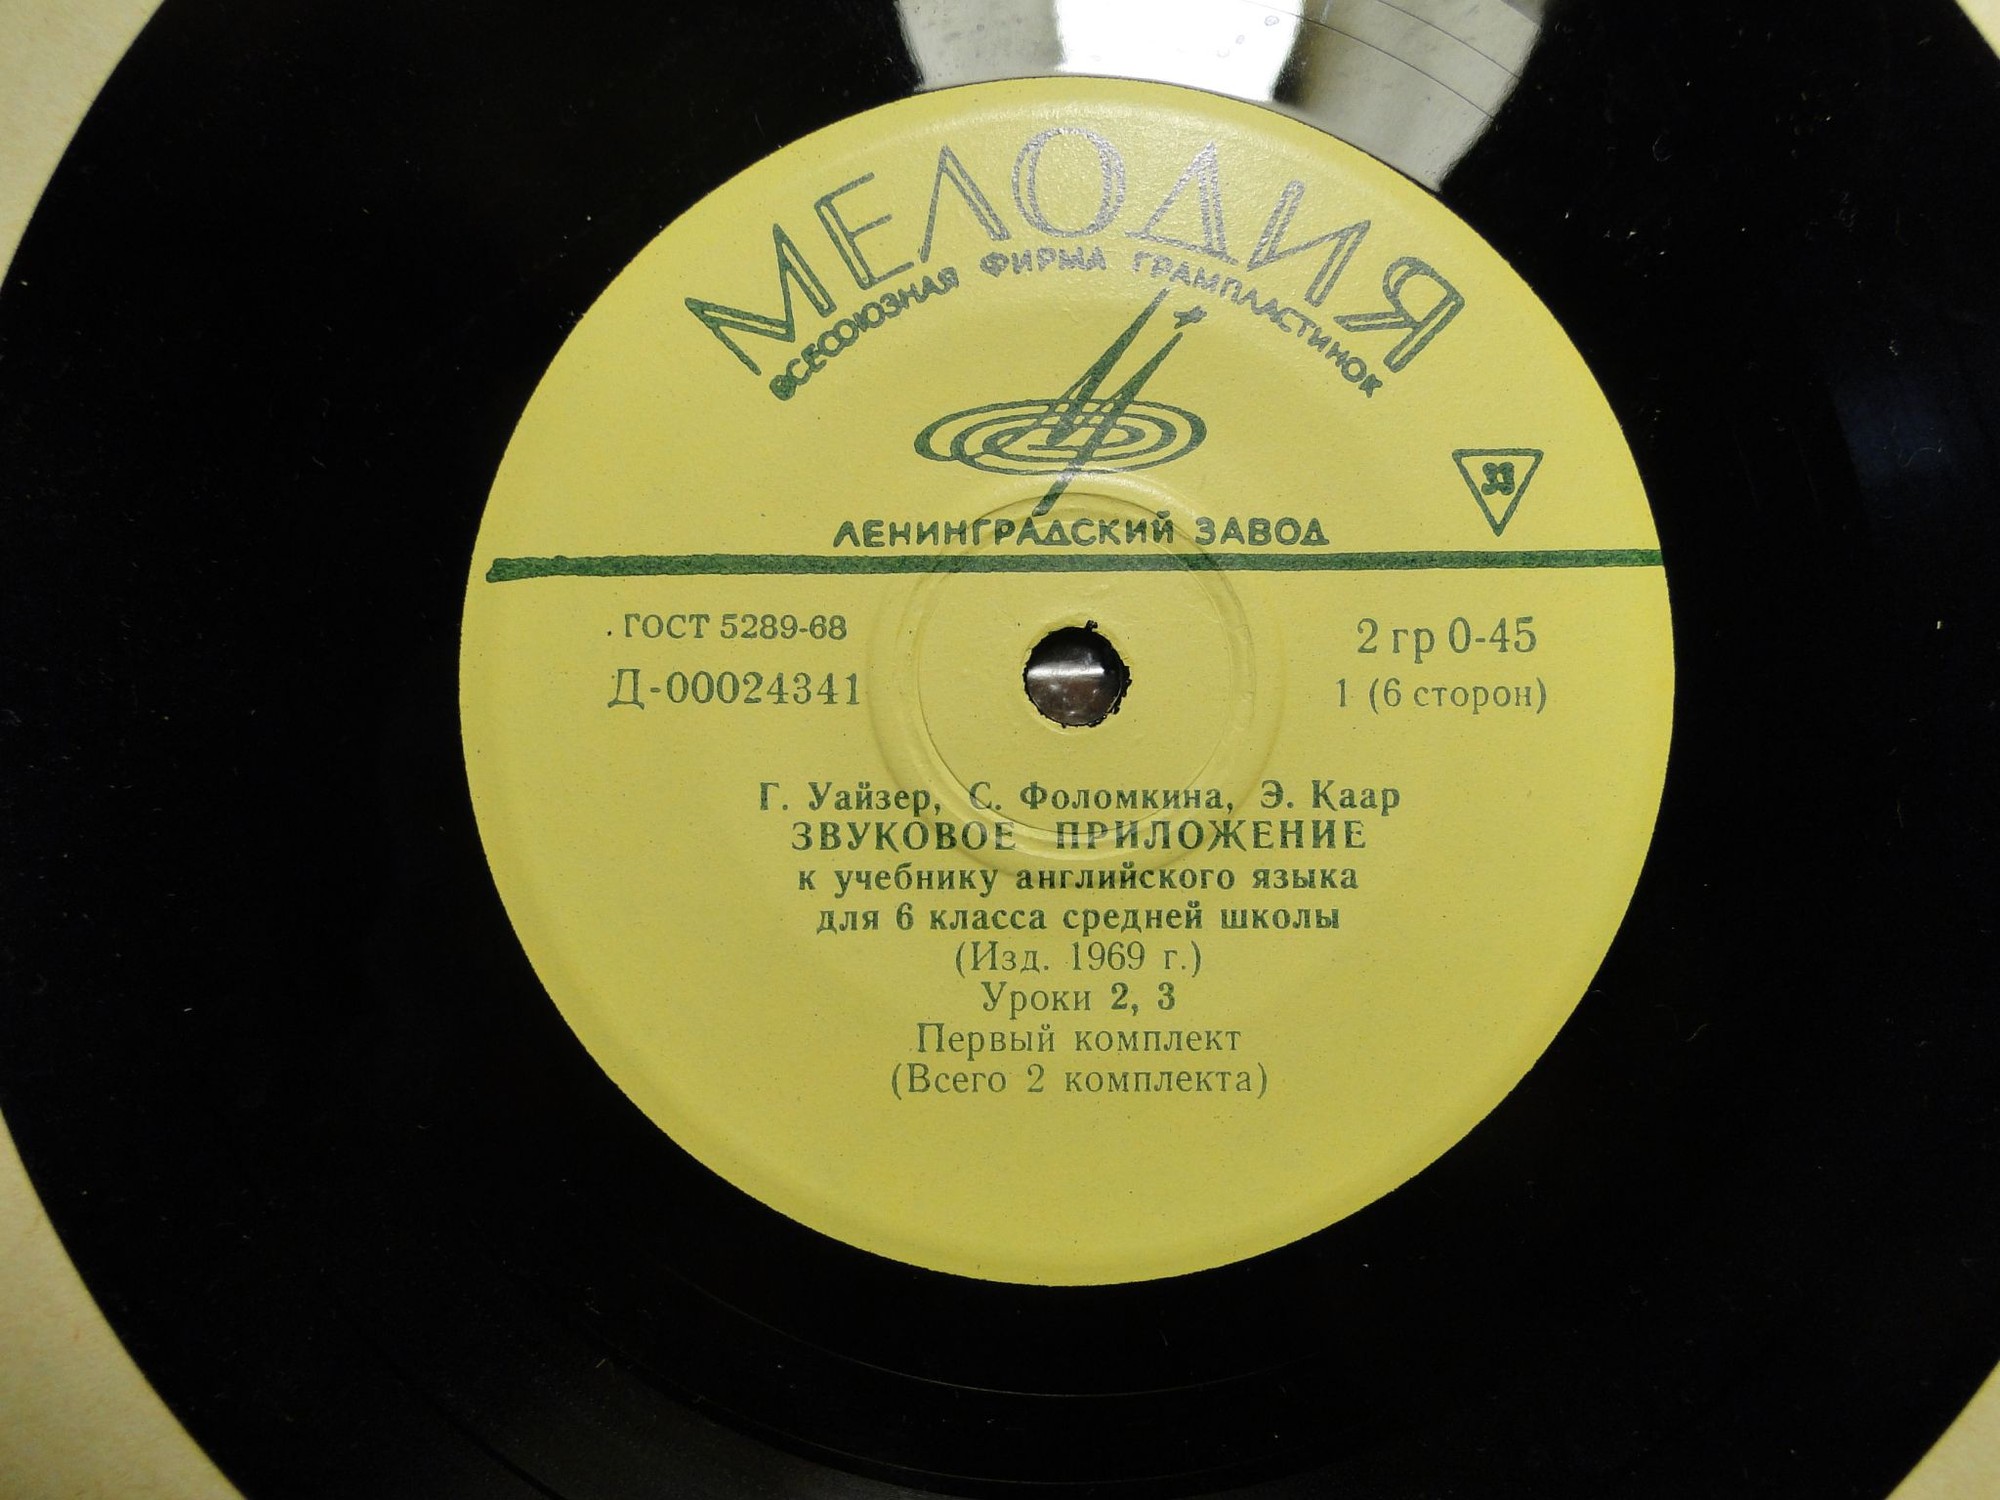 МЕЛОДИЯ
ВСЕСОЮЗНАЯ ФИРМА ГРАМПЛАСТИНОК
ЛЕНИНГРАДСКИЙ ЗАВОД
ГОСТ 5289-68
2 гр 0-45
Д-00024341
1 (6 сторон)
Г. Уайзер, С. Фоломкина, Э. Каар
ЗВУКОВОЕ ПРИЛОЖЕНИЕ
к учебнику английского языка
для 6 класса средней школы
(Изд. 1969 г.)
Уроки 2, 3
Первый комплект
(Всего 2 комплекта)